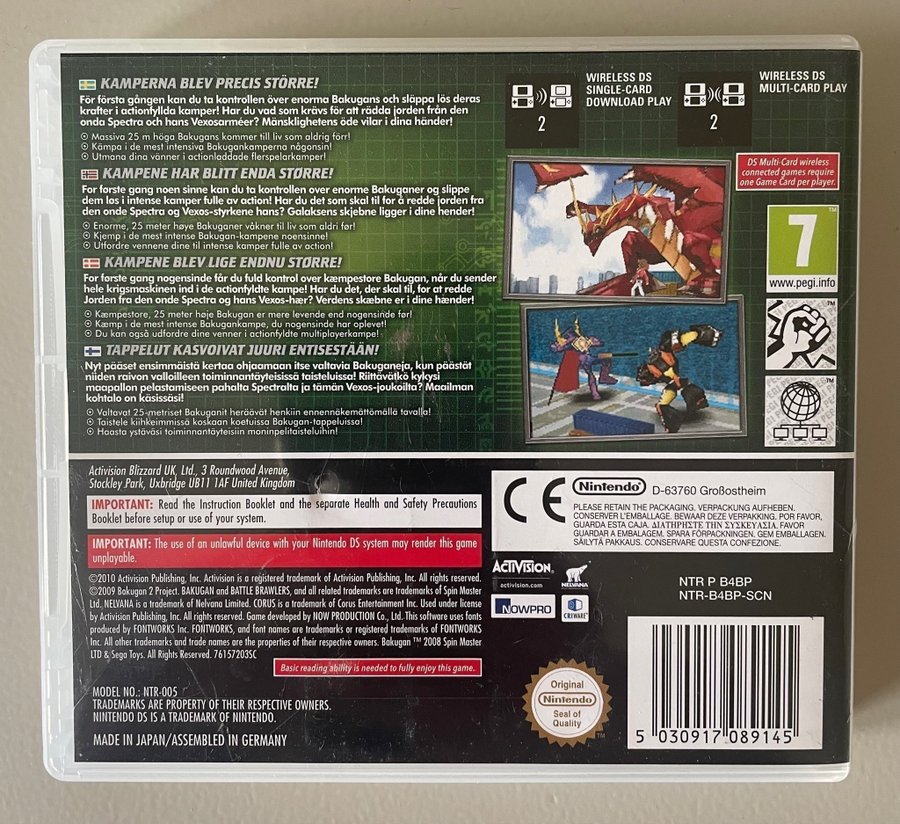 KAMPERNA BLEV PRECIS STÖRRE!
För första gången kan du ta kontrollen över enorma Bakugans och släppa lös deras
krafter i actionfyllda kamper! Har du vad som krävs för att rädda jorden från den
onde Spectra och hans Vexosarméer? Mänsklighetens öde vilar i dina händer!
Massiva 25 m höga Bakugans kommer till liv som aldrig förr!
Kämpa i de mest intensiva Bakugankamperna någonsin!
Utmana dina vänner i actionladdade flerspelarkamper!
KAMPENE HAR BLITT ENDA STØRRE!
For første gang noen sinne kan du ta kontrollen over enorme Bakuganer og slippe
dem løs i intense kamper fulle av action! Har du det som skal til for å redde jorden fra
den onde Spectra og Vexos-styrkene hans? Galaksens skjebne ligger i dine hender!
Enorme, 25 meter høye Bakuganer våkner til liv som aldri før!
Kjemp i de mest intense Bakugan-kampene noensinne!
Utfordre vennene dine til intense kamper fulle av action!
KAMPENE BLEV LIGE ENDNU STØRRE!
For første gang nogensinde får du fuld kontrol over kæmpestore Bakugan, når du sender
hele krigsmaskinen ind i de actionfyldte kampe! Har du det, der skal til, for at redde
Jorden fra den onde Spectra og hans Vexos-hær? Verdens skæbne er i dine hænder!
Kæmpestore, 25 meter høje Bakugan er mere levende end nogensinde før!
Kæmp i de mest intense Bakugankampe, du nogensinde har oplevet!
Du kan også udfordre dine venner i actionfyldte multiplayerkampe!
TAPPELUT KASVOIVAT JUURI ENTISESTÄÄN!
Nyt pääset ensimmäistä kertaa ohjaamaan itse valtavia Bakuganeja, kun päästät
niiden raivon valloilleen toiminnantäyteisissä taisteluissa! Riittävätkö kykysi
maapallon pelastamiseen pahalta Spectralta ja tämän Vexos-joukoilta? Maailman
kohtalo on käsissäsi!
Valtavat 25-metriset Bakuganit heräävät henkiin ennennäkemättömällä tavalla!
Taistele kiihkeimmissä koskaan koetuissa Bakugan-tappeluissa!
Haasta ystäväsi toiminnantäyteisiin moninpelitaisteluihin!
2
WIRELESS DS
SINGLE-CARD
DOWNLOAD PLAY
2
WIRELESS DS
MULTI-CARD PLAY
DS Multi-Card wireless
connected games require
one Game Card per player.
7
TM
www.pegi.info
Activision Blizzard UK, Ltd., 3 Roundwood Avenue,
Stockley Park, Uxbridge UB11 1AF United Kingdom
IMPORTANT: Read the Instruction Booklet and the separate Health and Safety Precautions
Booklet before setup or use of your system.
IMPORTANT: The use of an unlawful device with your Nintendo DS system may render this game
unplayable.
©2010 Activision Publishing, Inc. Activision is a registered trademark of Activision Publishing, Inc. All rights reserved.
©2009 Bakugan 2 Project. BAKUGAN and BATTLE BRAWLERS, and all related trademarks are trademarks of Spin Master
Ltd. NELVANA is a trademark of Nelvana Limited. CORUS is a trademark of Corus Entertainment Inc. Used under license
by Activision Publishing, Inc. All rights reserved. Game developed by NOW PRODUCTION Co., Ltd. This software uses fonts
produced by FONTWORKS Inc. FONTWORKS, and font names are trademarks or registered trademarks of FONTWORKS
Inc. All other trademarks and trade names are the properties of their respective owners. Bakugan ™ 2008 Spin Master
LTD & Sega Toys. All Rights Reserved. 76157203SC
Basic reading ability is needed to fully enjoy this game.
MODEL NO.: NTR-005
TRADEMARKS ARE PROPERTY OF THEIR RESPECTIVE OWNERS.
NINTENDO DS IS A TRADEMARK OF NINTENDO.
MADE IN JAPAN/ASSEMBLED IN GERMANY
CE Nintendo® D-63760 Großostheim
PLEASE RETAIN THE PACKAGING. VERPACKUNG AUFHEBEN.
CONSERVER L'EMBALLAGE. BEWAAR DEZE VERPAKKING. POR FAVOR,
GUARDA ESTA CAJA. ΔΙΑΤΗΡΗΣΤΕ ΤΗΝ ΣΥΣΚΕΥΑΣΙΑ. FAVOR
GUARDAR A EMBALAGEM. SPARA FÖRPACKNINGEN. GEM EMBALLAGEN.
SÄILYTÄ PAKKAUS. CONSERVARE QUESTA CONFEZIONE.
ACTIVISION.
activision.com
NELVANA
NOWPRO
CRIWARE
NTR P B4BP
NTR-B4BP-SCN
Original
Nintendo
Seal of
Quality
TM
5 030917 089145